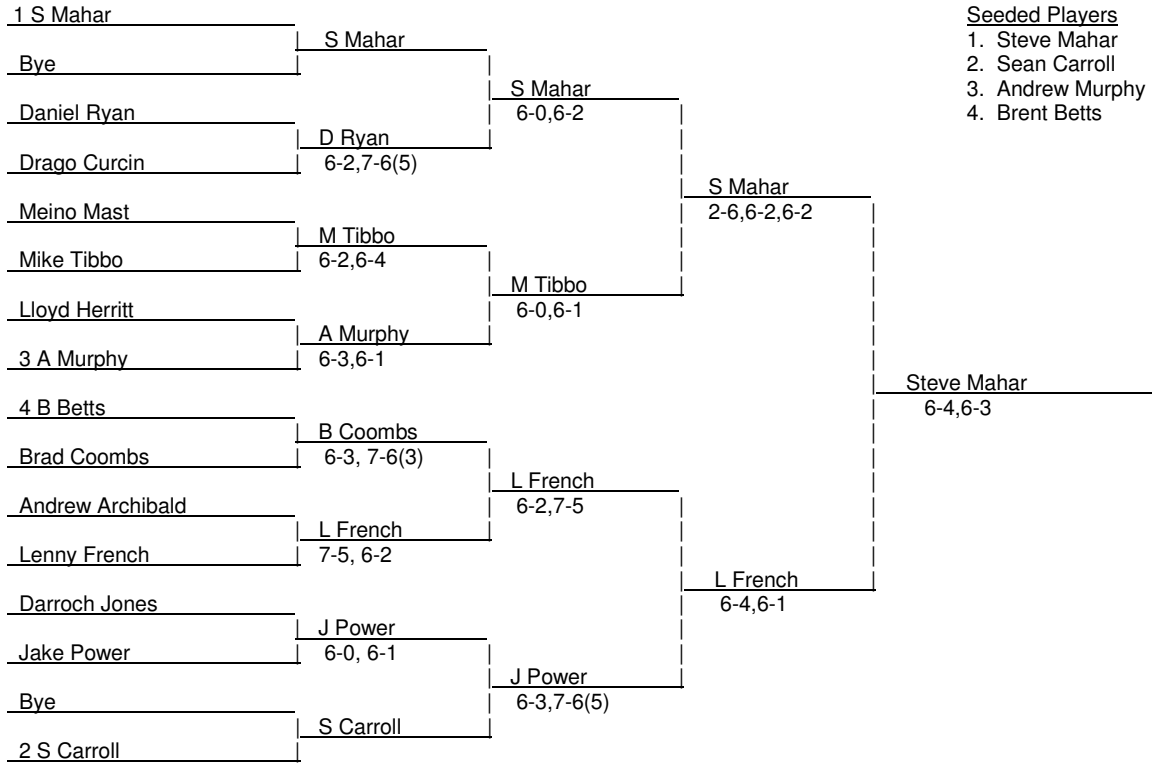 1 S Mahar
Bye
Daniel Ryan
Drago Curcin
Meino Mast
Mike Tibbo
Lloyd Herritt
3 A Murphy
4 B Betts
Brad Coombs
Andrew Archibald
Lenny French
Darroch Jones
Jake Power
Bye
2 S Carroll
S Mahar
D Ryan
6-2,7-6(5)
M Tibbo
6-2,6-4
A Murphy
6-3,6-1
B Coombs
6-3, 7-6(3)
L French
7-5, 6-2
J Power
6-0, 6-1
S Carroll
S Mahar
6-0,6-2
M Tibbo
6-0,6-1
L French
6-2,7-5
J Power
6-3,7-6(5)
S Mahar
2-6,6-2,6-2
L French
6-4,6-1
Steve Mahar
6-4,6-3
Seeded Players
1. Steve Mahar
2. Sean Carroll
3. Andrew Murphy
4. Brent Betts